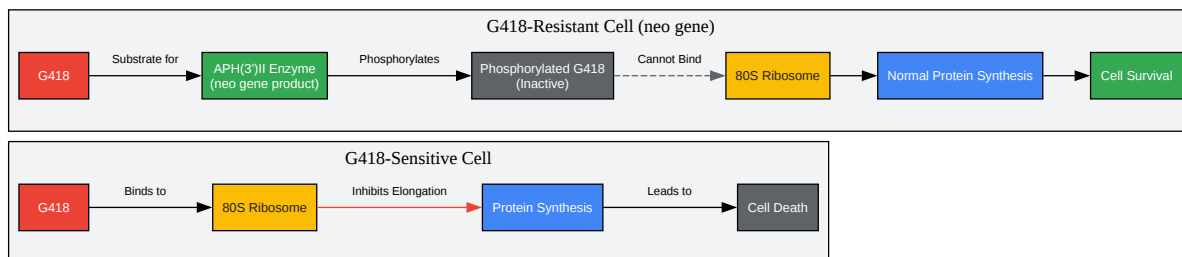 G418-Resistant Cell (neo gene)
G418
Substrate for
APH(3')II Enzyme
(neo gene product)
Phosphorylates
Phosphorylated G418
(Inactive)
Cannot Bind
80S Ribosome
Normal Protein Synthesis
Cell Survival
G418-Sensitive Cell
G418
Binds to
80S Ribosome
Inhibits Elongation
Protein Synthesis
Leads to
Cell Death